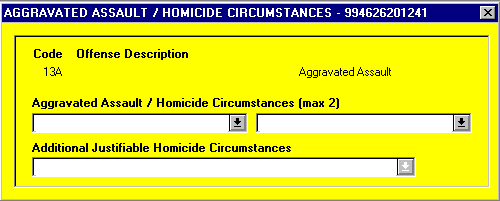 AGGRAVATED ASSAULT / HOMICIDE CIRCUMSTANCES - 994626201241
Code Offense Description
13A Aggravated Assault
Aggravated Assault / Homicide Circumstances (max 2)
Additional Justifiable Homicide Circumstances